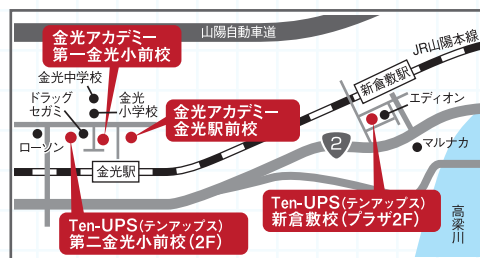 山陽自動車道
金光アカデミー
第一金光小前校
JR山陽本線
金光中学校
新倉敷駅
ドラッグ
セガミ
金光
小学校
金光アカデミー
金光駅前校
エディオン
ローソン
2
マルナカ
金光駅
Ten-UPS(テンアップス)
新倉敷校(プラザ2F)
Ten-UPS(テンアップス)
第二金光小前校(2F)
高梁川